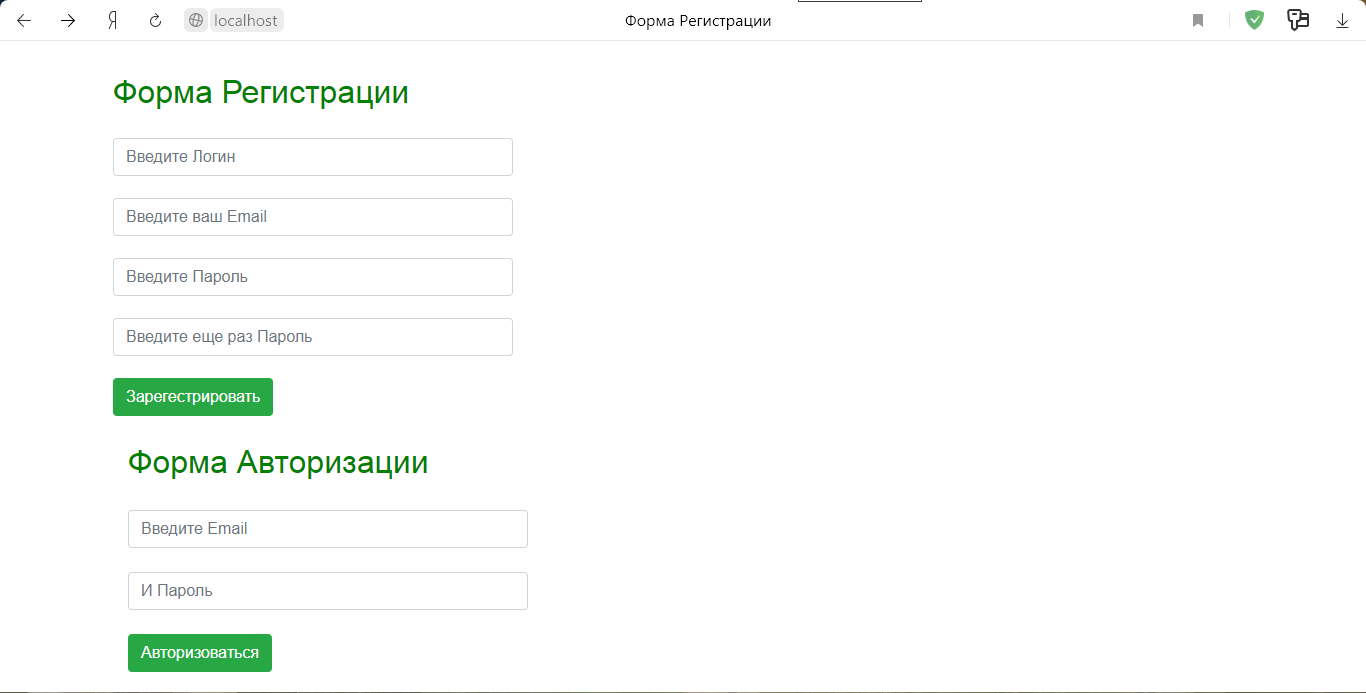 Я localhost Форма Регистрации
Форма Регистрации
Введите Логин
Введите ваш Email
Введите Пароль
Введите еще раз Пароль
Зарегестрировать
Форма Авторизации
Введите Email
И Пароль
Авторизоваться